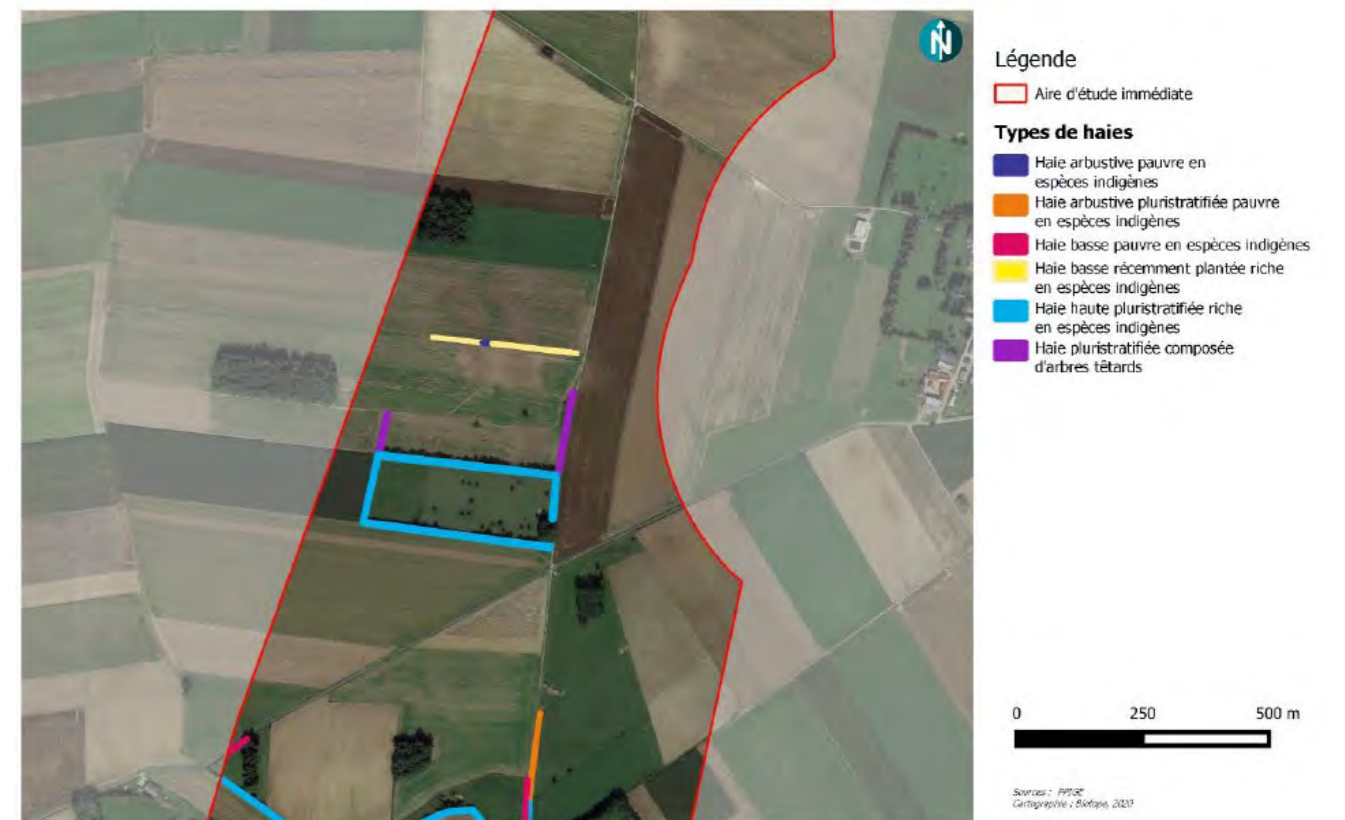 N
Légende
Aire d'étude immédiate
Types de haies
Haie arbustive pauvre en
espèces indigènes
Haie arbustive pluristratifiée pauvre
en espèces indigènes
Haie basse pauvre en espèces indigènes
Haie basse récemment plantée riche
en espèces indigènes
Haie haute pluristratifiée riche
en espèces indigènes
Haie pluristratifiée composée
d'arbres têtards
0 250 500 m
Sources : PPIGE
Cartographie : Biotope, 2020